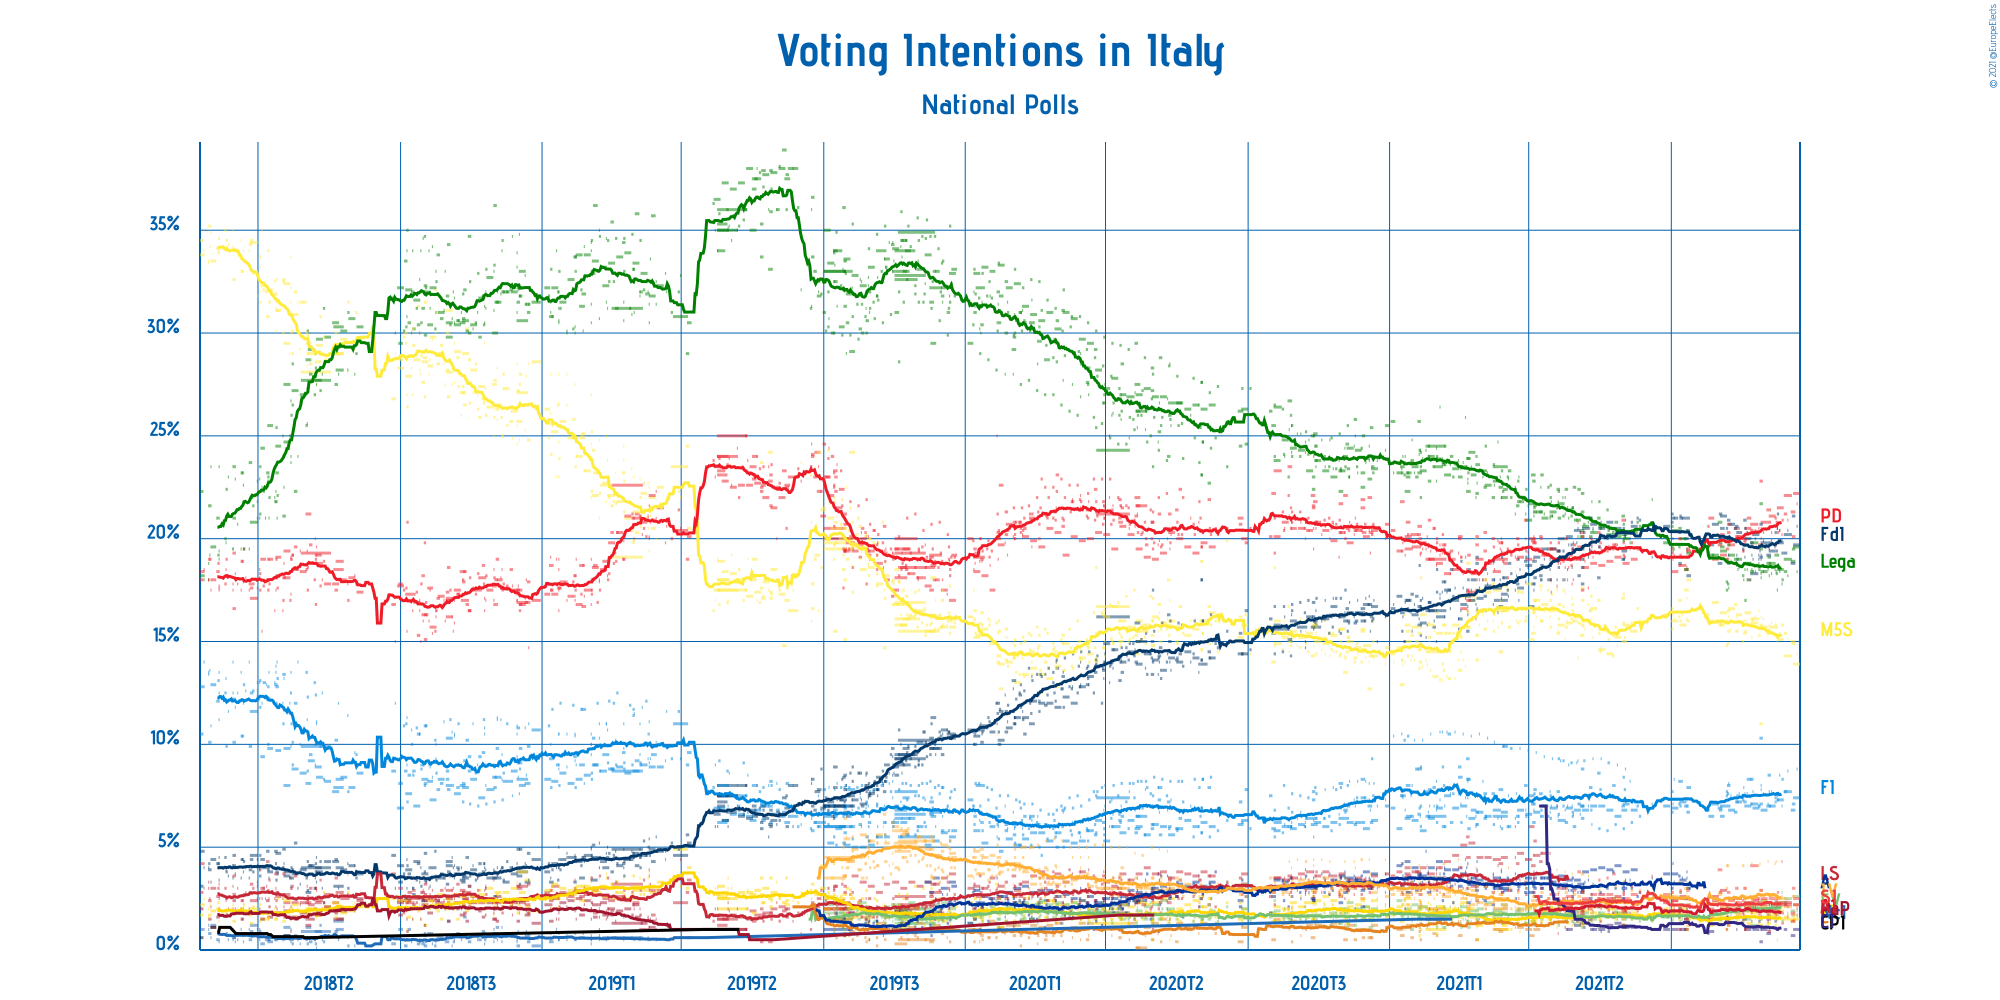 © 2021 @EuropeElects
Voting Intentions in Italy
National Polls
35%
30%
25%
20%
15%
10%
5%
0%
PD
FdI
Lega
M5S
FI
LS
A
IV
2018T2
2018T3
2019T1
2019T2
2019T3
2020T1
2020T2
2020T3
2021T1
2021T2